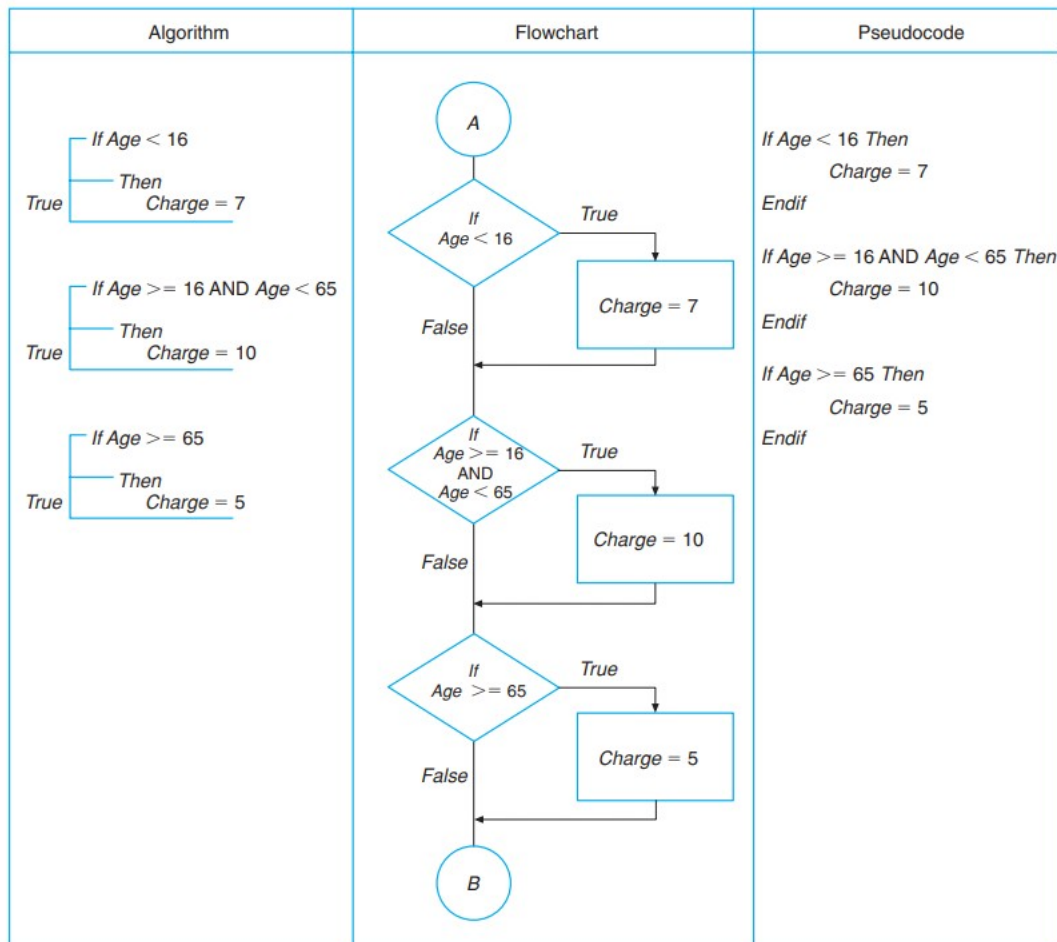 Algorithm
Flowchart
Pseudocode
If Age < 16
Then
True
Charge = 7
If Age >= 16 AND Age < 65
Then
True
Charge = 10
If Age >= 65
Then
True
Charge = 5
A
If
Age < 16
True
Charge = 7
False
If
Age >= 16
AND
Age < 65
True
Charge = 10
False
If
Age >= 65
True
Charge = 5
False
B
If Age < 16 Then
Charge = 7
Endif
If Age >= 16 AND Age < 65 Then
Charge = 10
Endif
If Age >= 65 Then
Charge = 5
Endif